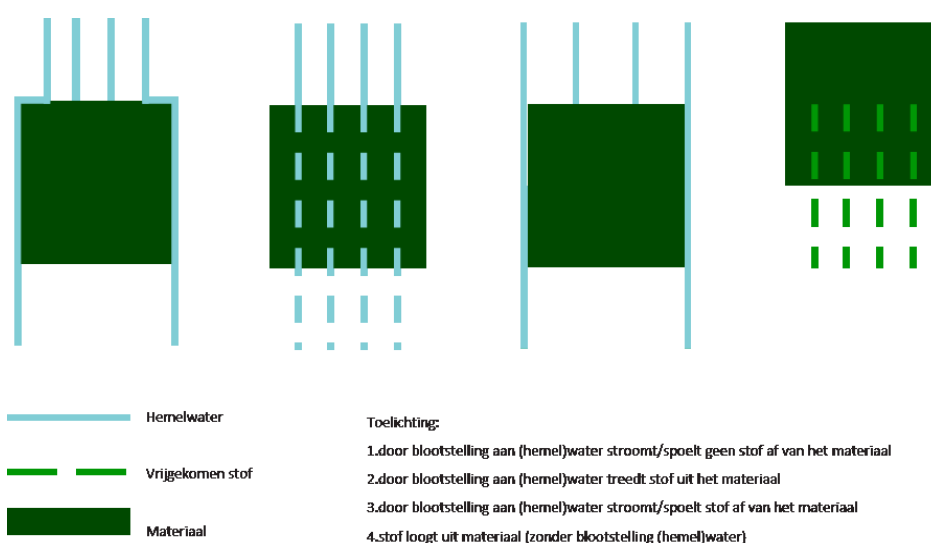 Hemelwater
Vrijgekomen stof
Materiaal
Toelichting:
1.door blootstelling aan (hemel)water stroomt/spoelt geen stof af van het materiaal
2.door blootstelling aan (hemel)water treedt stof uit het materiaal
3.door blootstelling aan (hemel)water stroomt/spoelt stof af van het materiaal
4.stof loogt uit materiaal (zonder blootstelling (hemel)water)